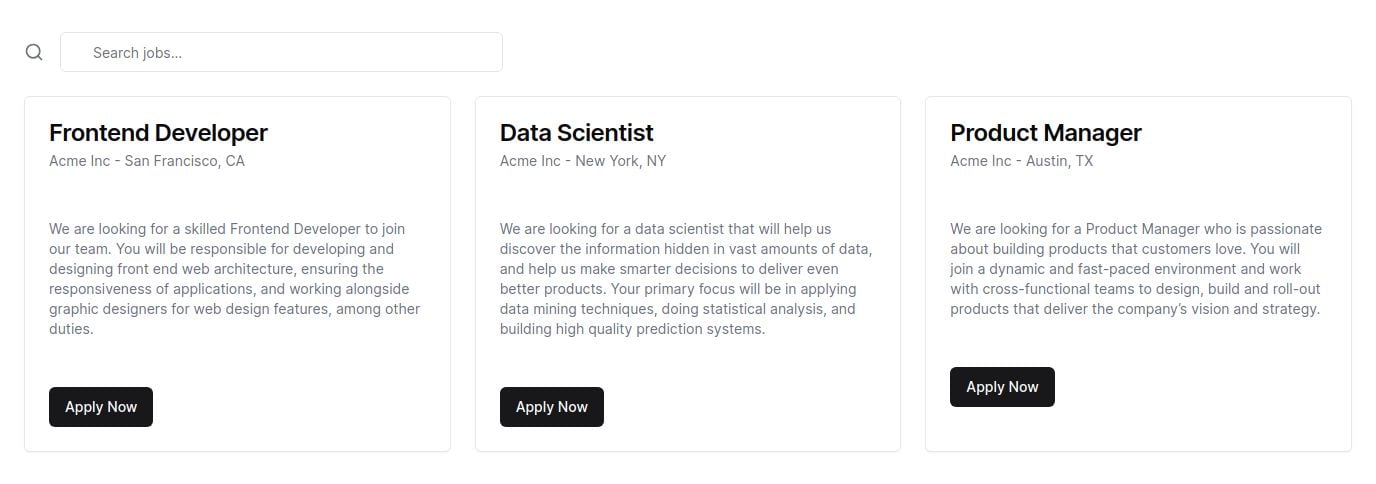 Search jobs...
Frontend Developer
Acme Inc - San Francisco, CA
We are looking for a skilled Frontend Developer to join
our team. You will be responsible for developing and
designing front end web architecture, ensuring the
responsiveness of applications, and working alongside
graphic designers for web design features, among other
duties.
Apply Now
Data Scientist
Acme Inc - New York, NY
We are looking for a data scientist that will help us
discover the information hidden in vast amounts of data,
and help us make smarter decisions to deliver even
better products. Your primary focus will be in applying
data mining techniques, doing statistical analysis, and
building high quality prediction systems.
Apply Now
Product Manager
Acme Inc - Austin, TX
We are looking for a Product Manager who is passionate
about building products that customers love. You will
join a dynamic and fast-paced environment and work
with cross-functional teams to design, build and roll-out
products that deliver the company’s vision and strategy.
Apply Now